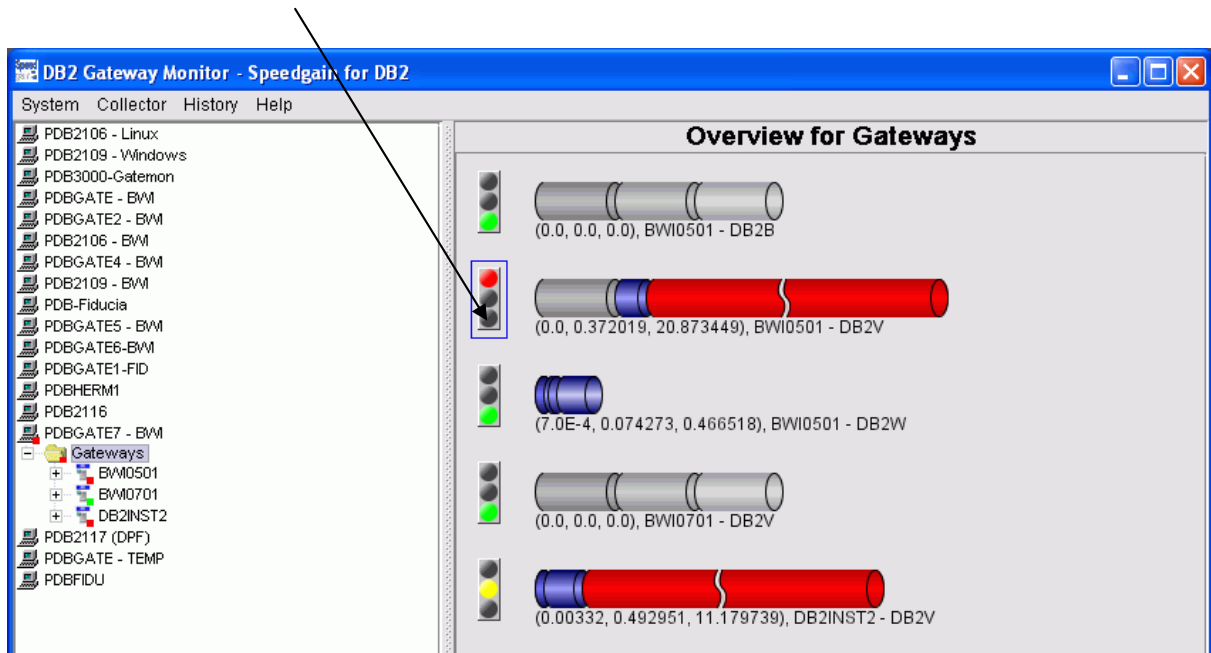 DB2 Gateway Monitor - Speedgain for DB2
System Collector History Help
PDB2106 - Linux
PDB2109 - Windows
PDB3000-Gatemon
PDBGATE - BWI
PDBGATE2 - BWI
PDB2106 - BWI
PDBGATE4 - BWI
PDB2109 - BWI
PDB-Fiducia
PDBGATE5 - BWI
PDBGATE6-BWI
PDBGATE1-FID
PDBHERM1
PDB2116
PDBGATE7 - BWI
Gateways
BWI0501
BWI0701
DB2INST2
PDB2117 (DPF)
PDBGATE - TEMP
PDBFIDU
Overview for Gateways
(0.0, 0.0, 0.0), BWI0501 - DB2B
(0.0, 0.372019, 20.873449), BWI0501 - DB2V
(7.0E-4, 0.074273, 0.466518), BWI0501 - DB2W
(0.0, 0.0, 0.0), BWI0701 - DB2V
(0.00332, 0.492951, 11.179739), DB2INST2 - DB2V